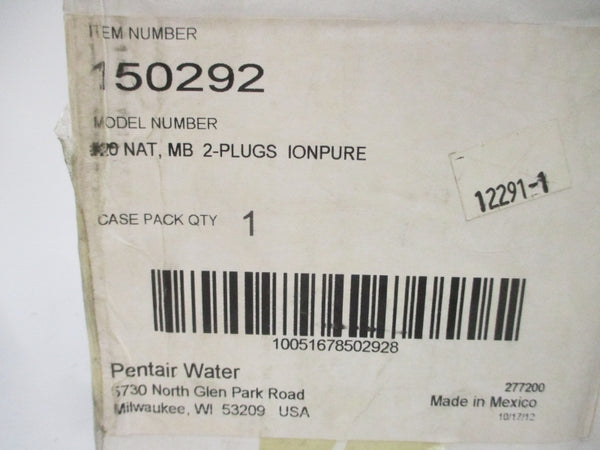 ITEM NUMBER
150292
MODEL NUMBER
#20 NAT, MB 2-PLUGS IONPURE
12291-1
CASE PACK QTY 1
10051678502928
Pentair Water
5730 North Glen Park Road
Milwaukee, WI 53209 USA
277200
Made in Mexico
10/17/12